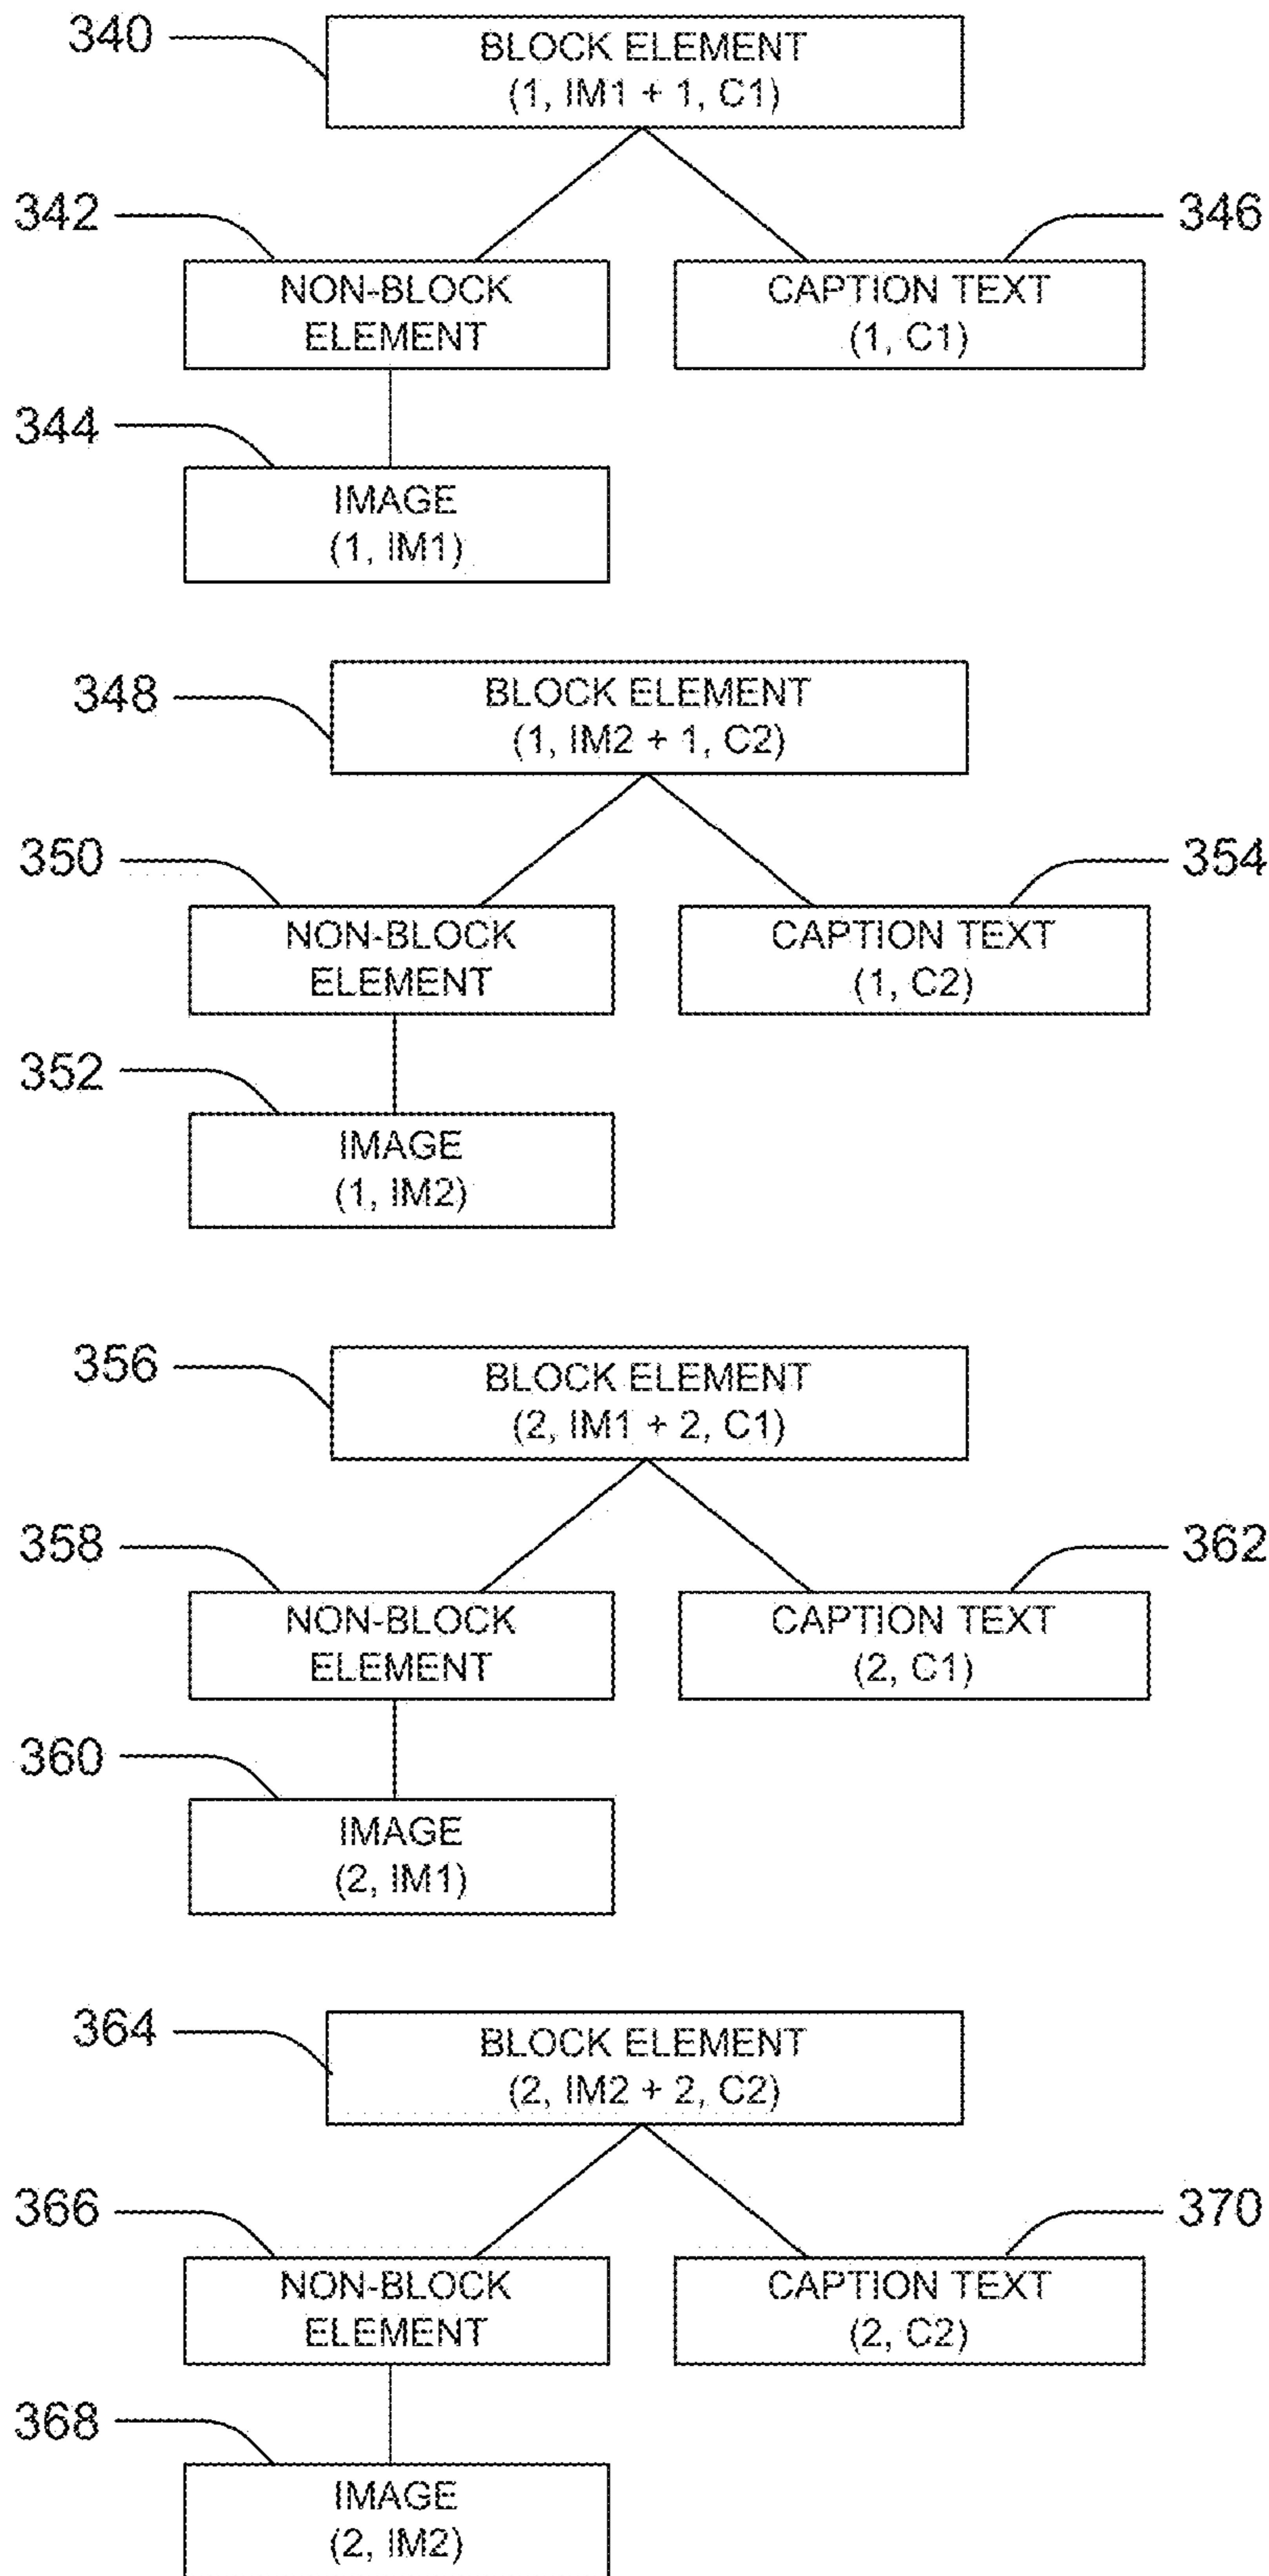 340
BLOCK ELEMENT
(1, IM1 + 1, C1)
342
346
NON-BLOCK
ELEMENT
CAPTION TEXT
(1, C1)
344
IMAGE
(1, IM1)
348
BLOCK ELEMENT
(1, IM2 + 1, C2)
350
354
NON-BLOCK
ELEMENT
CAPTION TEXT
(1, C2)
352
IMAGE
(1, IM2)
356
BLOCK ELEMENT
(2, IM1 + 2, C1)
358
362
NON-BLOCK
ELEMENT
CAPTION TEXT
(2, C1)
360
IMAGE
(2, IM1)
364
BLOCK ELEMENT
(2, IM2 + 2, C2)
366
370
NON-BLOCK
ELEMENT
CAPTION TEXT
(2, C2)
368
IMAGE
(2, IM2)